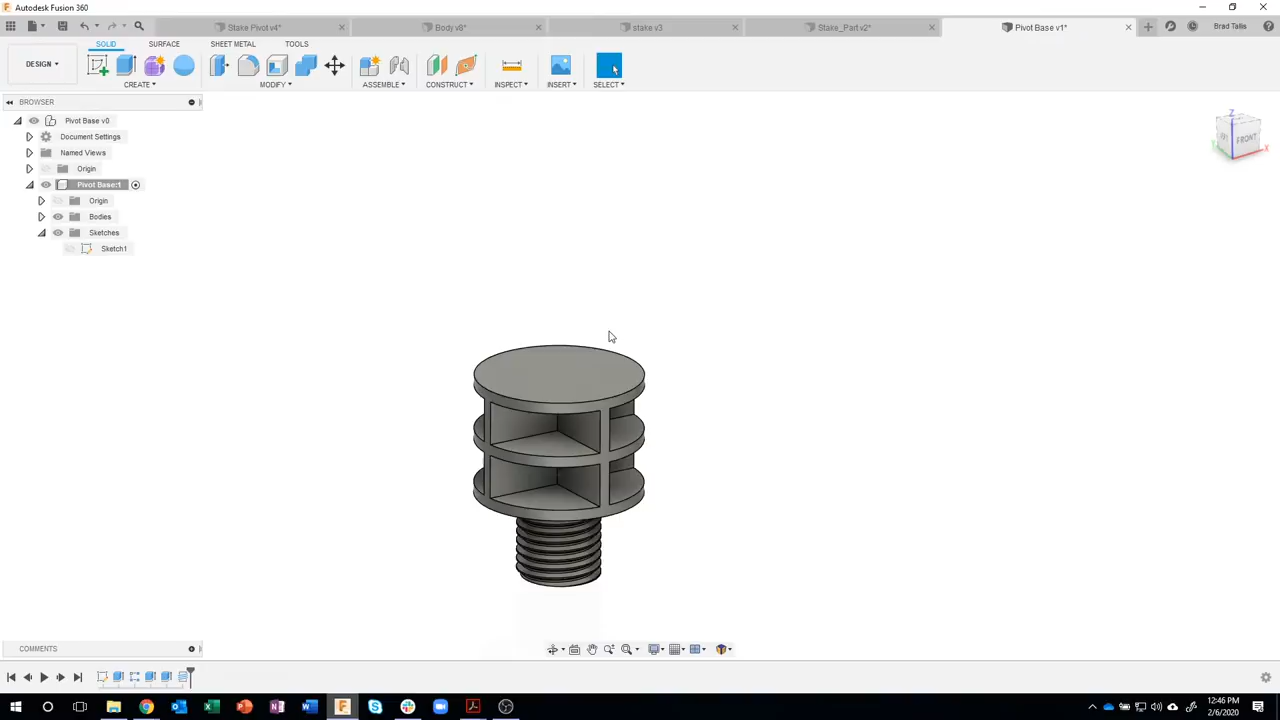 Autodesk Fusion 360
Stake Pivot v4*
Body v8*
stake v3
Stake_Part v2*
Pivot Base v1*
Brad Tallis
DESIGN
SOLID
SURFACE
SHEET METAL
TOOLS
CREATE
MODIFY
ASSEMBLE
CONSTRUCT
INSPECT
INSERT
SELECT
BROWSER
Pivot Base v0
Document Settings
Named Views
Origin
Pivot Base:1
Origin
Bodies
Sketches
Sketch1
Z
FRONT
X
COMMENTS
12:46 PM
2/6/2020